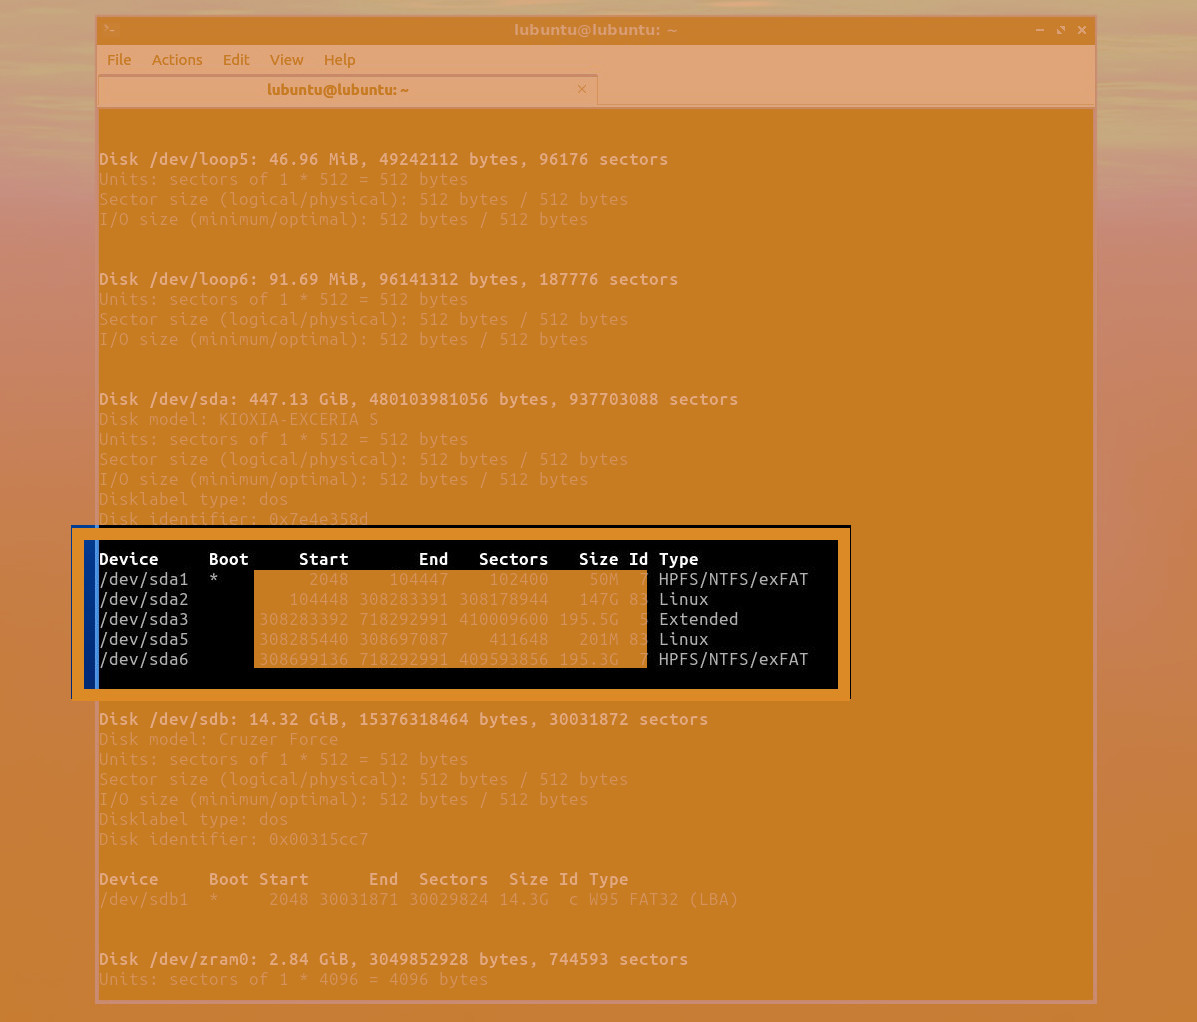 lubuntu@lubuntu: ~
File Actions Edit View Help
lubuntu@lubuntu: ~
Disk /dev/loop5: 46.96 MiB, 49242112 bytes, 96176 sectors
Units: sectors of 1 * 512 = 512 bytes
Sector size (logical/physical): 512 bytes / 512 bytes
I/O size (minimum/optimal): 512 bytes / 512 bytes
Disk /dev/loop6: 91.69 MiB, 96141312 bytes, 187776 sectors
Units: sectors of 1 * 512 = 512 bytes
Sector size (logical/physical): 512 bytes / 512 bytes
I/O size (minimum/optimal): 512 bytes / 512 bytes
Disk /dev/sda: 447.13 GiB, 480103981056 bytes, 937703088 sectors
Disk model: KIOXIA-EXCERIA S
Units: sectors of 1 * 512 = 512 bytes
Sector size (logical/physical): 512 bytes / 512 bytes
I/O size (minimum/optimal): 512 bytes / 512 bytes
Disklabel type: dos
Disk identifier: 0x7e4e358d
Device Boot Start End Sectors Size Id Type
/dev/sda1 * 2048 104447 102400 50M 7 HPFS/NTFS/exFAT
/dev/sda2 104448 308283391 308178944 147G 83 Linux
/dev/sda3 308283392 718292991 410009600 195.5G 5 Extended
/dev/sda5 308285440 308697087 411648 201M 83 Linux
/dev/sda6 308699136 718292991 409593856 195.3G 7 HPFS/NTFS/exFAT
Disk /dev/sdb: 14.32 GiB, 15376318464 bytes, 30031872 sectors
Disk model: Cruzer Force
Units: sectors of 1 * 512 = 512 bytes
Sector size (logical/physical): 512 bytes / 512 bytes
I/O size (minimum/optimal): 512 bytes / 512 bytes
Disklabel type: dos
Disk identifier: 0x00315cc7
Device Boot Start End Sectors Size Id Type
/dev/sdb1 * 2048 30031871 30029824 14.3G c W95 FAT32 (LBA)
Disk /dev/zram0: 2.84 GiB, 3049852928 bytes, 744593 sectors
Units: sectors of 1 * 4096 = 4096 bytes